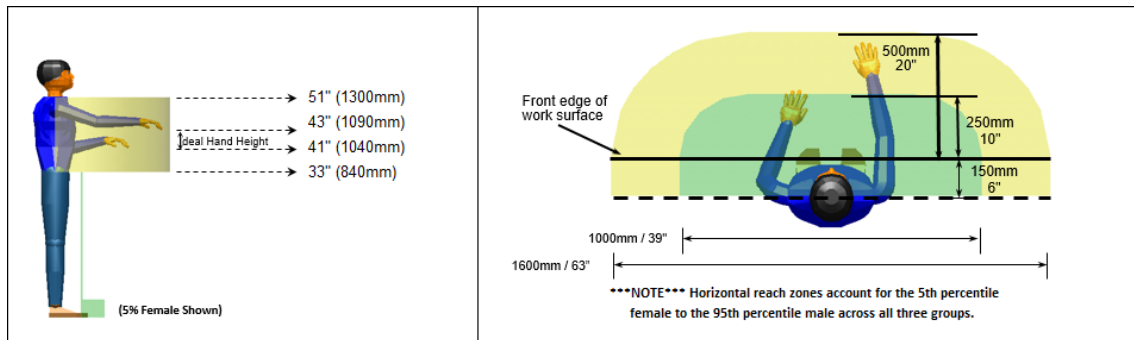 51" (1300mm)
43" (1090mm)
Ideal Hand Height
41" (1040mm)
33" (840mm)
(5% Female Shown)
500mm
20"
Front edge of
work surface
250mm
10"
150mm
6"
1000mm / 39"
1600mm / 63"
***NOTE*** Horizontal reach zones account for the 5th percentile
female to the 95th percentile male across all three groups.